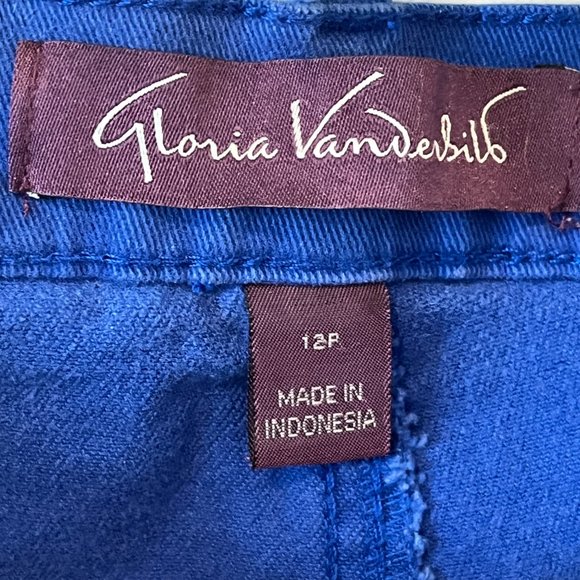 Gloria Vanderbilt
12P
MADE IN
INDONESIA